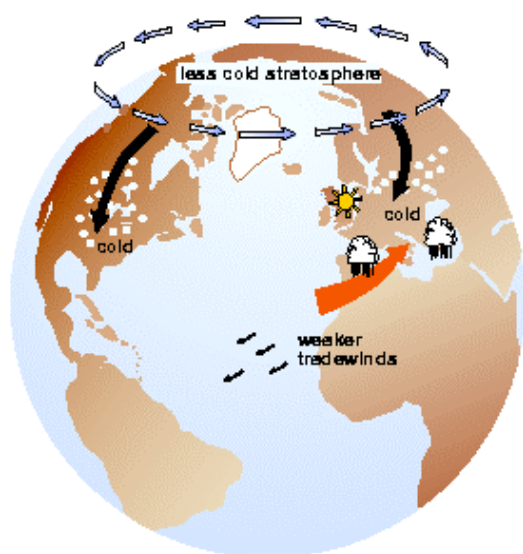 less cold stratosphere
cold
cold
weaker
tradewinds